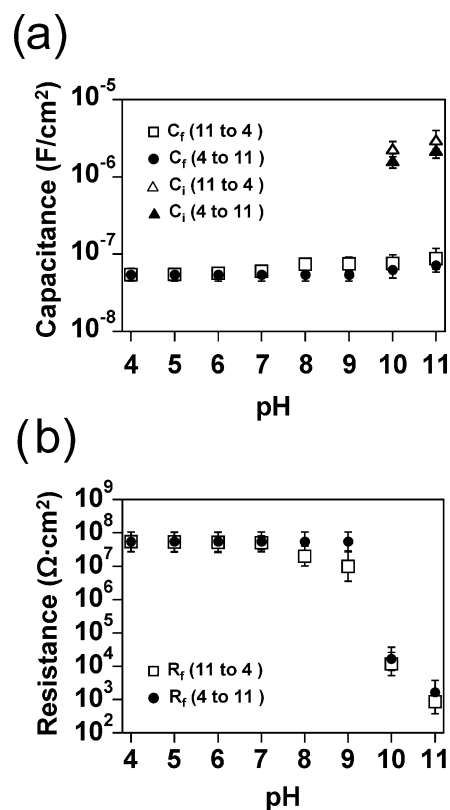 (a)
Capacitance (F/cm²)
10⁻⁵
10⁻⁶
10⁻⁷
10⁻⁸
C_f (11 to 4 )
C_f (4 to 11)
C_i (11 to 4 )
C_i (4 to 11 )
4 5 6 7 8 9 10 11
pH
(b)
Resistance (Ω·cm²)
10⁹
10⁸
10⁷
10⁶
10⁵
10⁴
10³
10²
R_f (11 to 4 )
R_f (4 to 11 )
4 5 6 7 8 9 10 11
pH